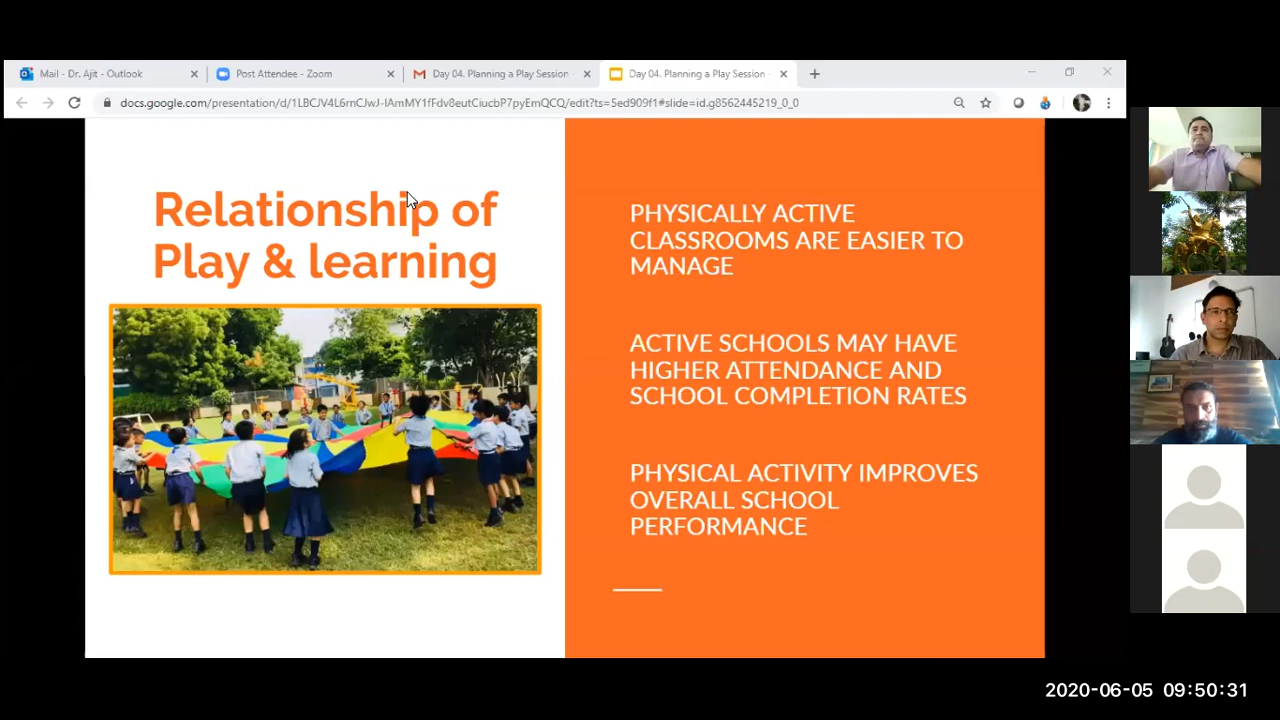 Mail - Dr. Ajit - Outlook
Post Attendee - Zoom
Day 04. Planning a Play Session
Day 04. Planning a Play Session
docs.google.com/presentation/d/1LBCJV4L6rnCJwJ-IAmMY1fFdv8eutCiucbP7pyEmQCQ/edit?ts=5ed909f1#slide=id.g8562445219_0_0
Relationship of
Play & learning
PHYSICALLY ACTIVE
CLASSROOMS ARE EASIER TO
MANAGE
ACTIVE SCHOOLS MAY HAVE
HIGHER ATTENDANCE AND
SCHOOL COMPLETION RATES
PHYSICAL ACTIVITY IMPROVES
OVERALL SCHOOL
PERFORMANCE
2020-06-05 09:50:31